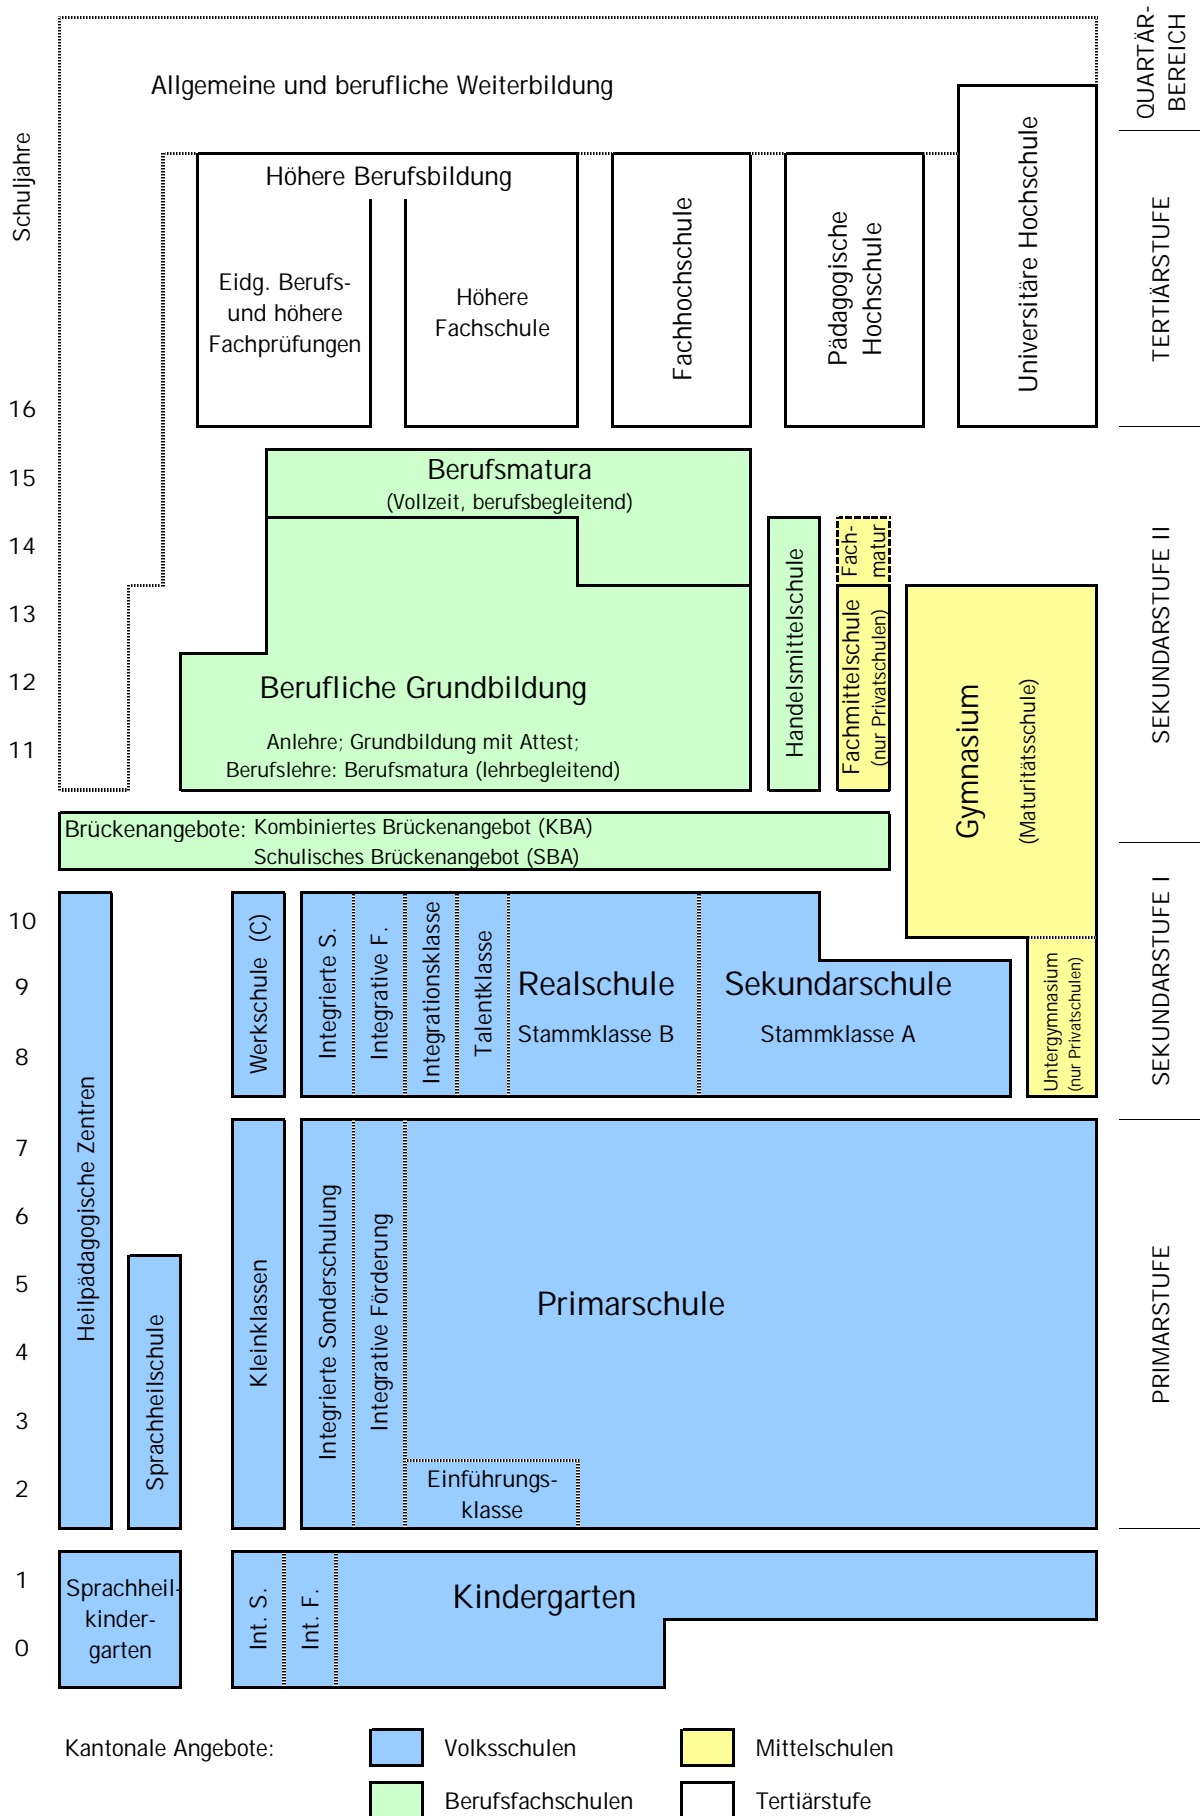 QUARTÄR-
BEREICH
Allgemeine und berufliche Weiterbildung
Schuljahre
Höhere Berufsbildung
Eidg. Berufs-
und höhere
Fachprüfungen
Höhere
Fachschule
Fachhochschule
Pädagogische
Hochschule
Universitäre Hochschule
TERTIÄRSTUFE
16
15
14
13
12
11
Berufsmatura
(Vollzeit, berufsbegleitend)
Berufliche Grundbildung
Anlehre; Grundbildung mit Attest;
Berufslehre: Berufsmatura (lehrbegleitend)
Handelsmittelschule
Fach-
matur
Fachmittelschule
(nur Privatschulen)
Gymnasium
(Maturitätsschule)
SEKUNDARSTUFE II
Brückenangebote: Kombiniertes Brückenangebot (KBA)
Schulisches Brückenangebot (SBA)
10
9
8
Heilpädagogische Zentren
Werkschule (C)
Integrierte S.
Integrative F.
Integrationsklasse
Talentklasse
Realschule
Stammklasse B
Sekundarschule
Stammklasse A
Untergymnasium
(nur Privatschulen)
SEKUNDARSTUFE I
7
6
5
4
3
2
Sprachheilschule
Kleinklassen
Integrierte Sonderschulung
Integrative Förderung
Primarschule
Einführungs-
klasse
PRIMARSTUFE
1
0
Sprachheil-
kinder-
garten
Int. S.
Int. F.
Kindergarten
Kantonale Angebote:
Volksschulen
Mittelschulen
Berufsfachschulen
Tertiärstufe